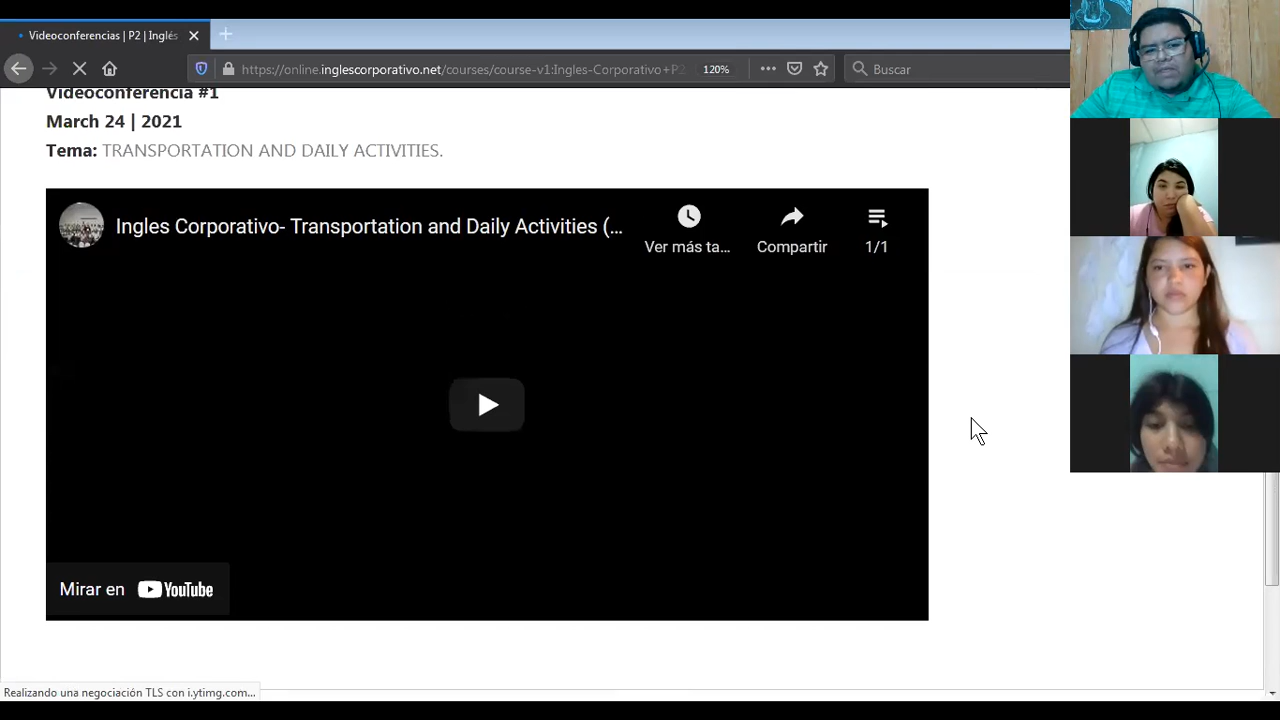 Videoconferencias | P2 | Inglés
https://online.inglescorporativo.net/courses/course-v1:Ingles-Corporativo+P2
120%
Buscar
Videoconferencia #1
March 24 | 2021
Tema: TRANSPORTATION AND DAILY ACTIVITIES.
Ingles Corporativo- Transportation and Daily Activities (...
Ver más ta...
Compartir
1/1
Mirar en YouTube
Realizando una negociación TLS con i.ytimg.com...